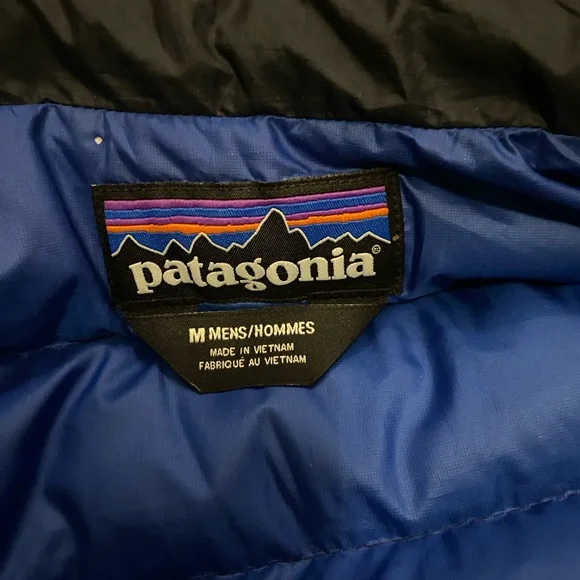 patagonia®
M MENS/HOMMES
MADE IN VIETNAM
FABRIQUÉ AU VIETNAM